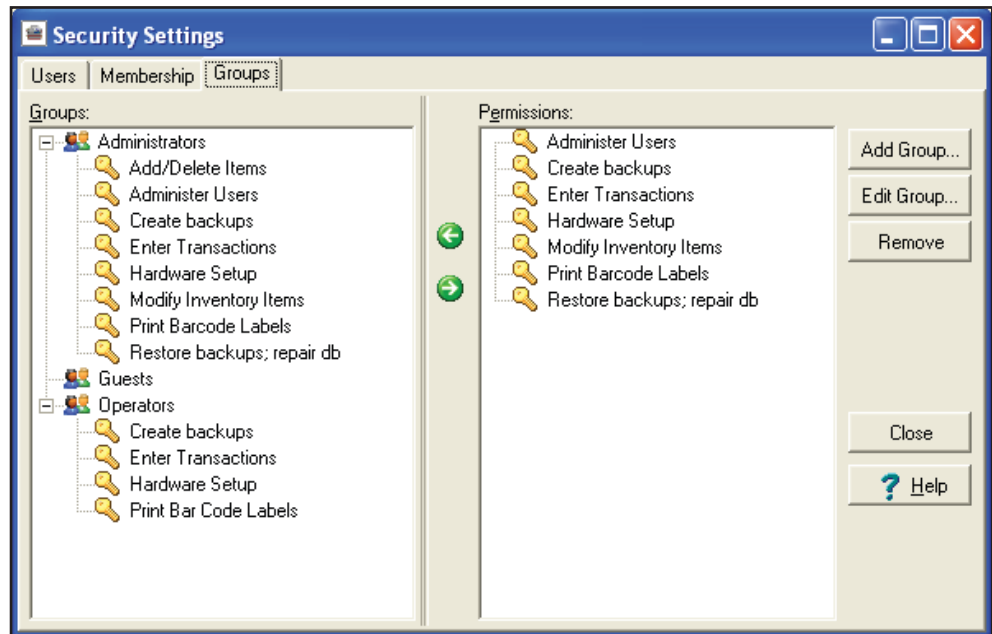 Security Settings
Users
Membership
Groups
Groups:
Administrators
Add/Delete Items
Administer Users
Create backups
Enter Transactions
Hardware Setup
Modify Inventory Items
Print Barcode Labels
Restore backups; repair db
Guests
Operators
Create backups
Enter Transactions
Hardware Setup
Print Bar Code Labels
Permissions:
Administer Users
Create backups
Enter Transactions
Hardware Setup
Modify Inventory Items
Print Barcode Labels
Restore backups; repair db
Add Group...
Edit Group...
Remove
Close
? Help